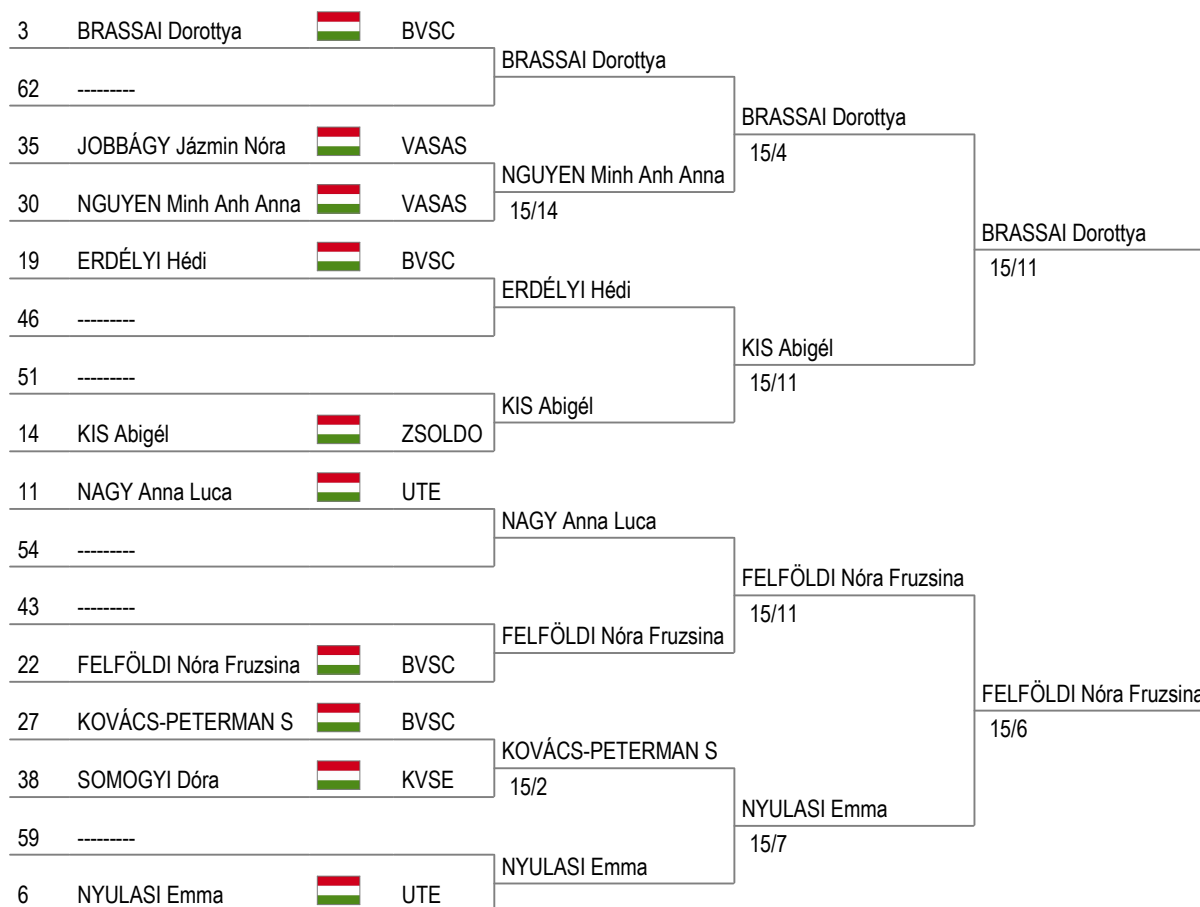 3 BRASSAI Dorottya BVSC
BRASSAI Dorottya
62 ---------
BRASSAI Dorottya
15/4
35 JOBBÁGY Jázmin Nóra VASAS
NGUYEN Minh Anh Anna
15/14
30 NGUYEN Minh Anh Anna VASAS
BRASSAI Dorottya
15/11
19 ERDÉLYI Hédi BVSC
ERDÉLYI Hédi
46 ---------
KIS Abigél
15/11
51 ---------
KIS Abigél
14 KIS Abigél ZSOLDO
11 NAGY Anna Luca UTE
NAGY Anna Luca
54 ---------
FELFÖLDI Nóra Fruzsina
15/11
43 ---------
FELFÖLDI Nóra Fruzsina
22 FELFÖLDI Nóra Fruzsina BVSC
FELFÖLDI Nóra Fruzsina
15/6
27 KOVÁCS-PETERMAN S BVSC
KOVÁCS-PETERMAN S
15/2
38 SOMOGYI Dóra KVSE
NYULASI Emma
15/7
59 ---------
NYULASI Emma
6 NYULASI Emma UTE